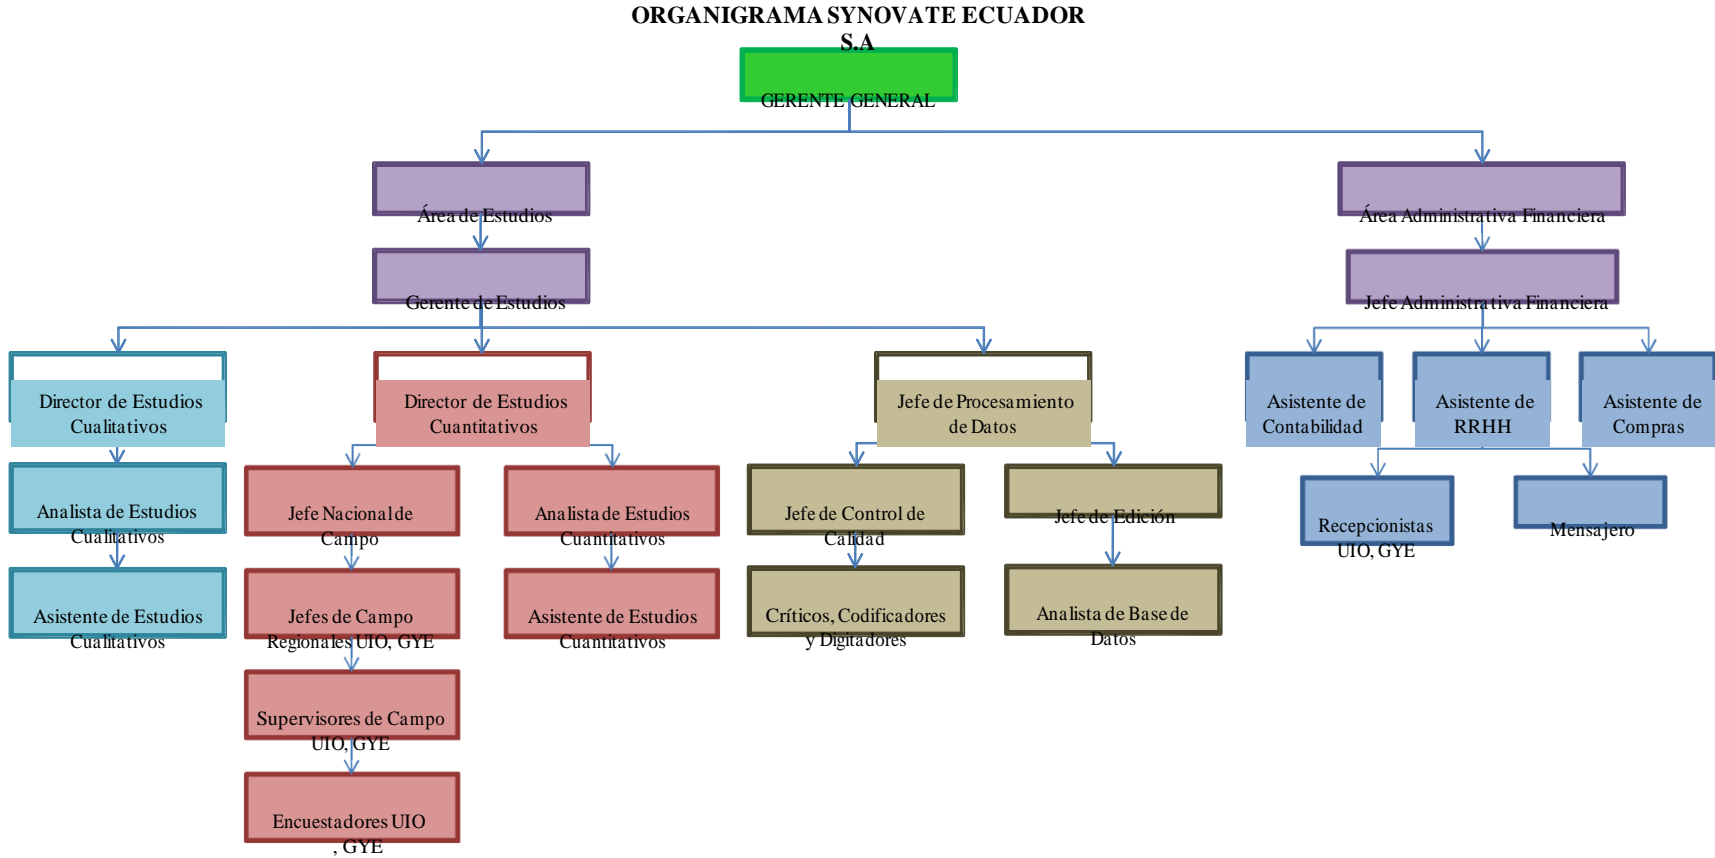 ORGANIGRAMA SYNOVATE ECUADOR
S.A
GERENTE GENERAL
Área de Estudios
Área Administrativa Financiera
Gerente de Estudios
Jefe Administrativa Financiera
Director de Estudios
Cualitativos
Director de Estudios
Cuantitativos
Jefe de Procesamiento
de Datos
Asistente de
Contabilidad
Asistente de
RRHH
Asistente de
Compras
Analista de Estudios
Cualitativos
Jefe Nacional de
Campo
Analista de Estudios
Cuantitativos
Jefe de Control de
Calidad
Jefe de Edición
Recepcionistas
UIO, GYE
Mensajero
Asistente de Estudios
Cualitativos
Jefes de Campo
Regionales UIO, GYE
Asistente de Estudios
Cuantitativos
Críticos, Codificadores
y Digitadores
Analista de Base de
Datos
Supervisores de Campo
UIO, GYE
Encuestadores UIO
, GYE